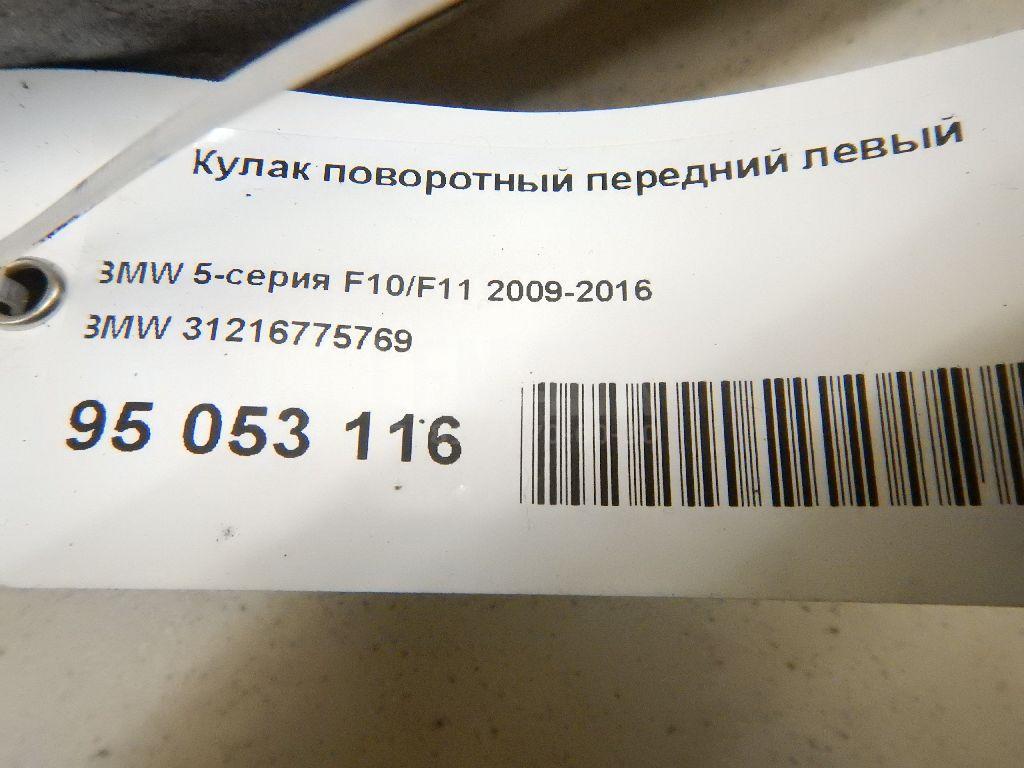 Кулак поворотный передний левый
BMW 5-серия F10/F11 2009-2016
BMW 31216775769
95 053 116